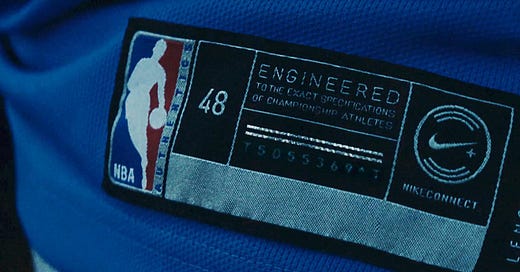 NBA
AUTHENTICS
48
ENGINEERED
TO THE EXACT SPECIFICATIONS
OF CHAMPIONSHIP ATHLETES
NIKECONNECT